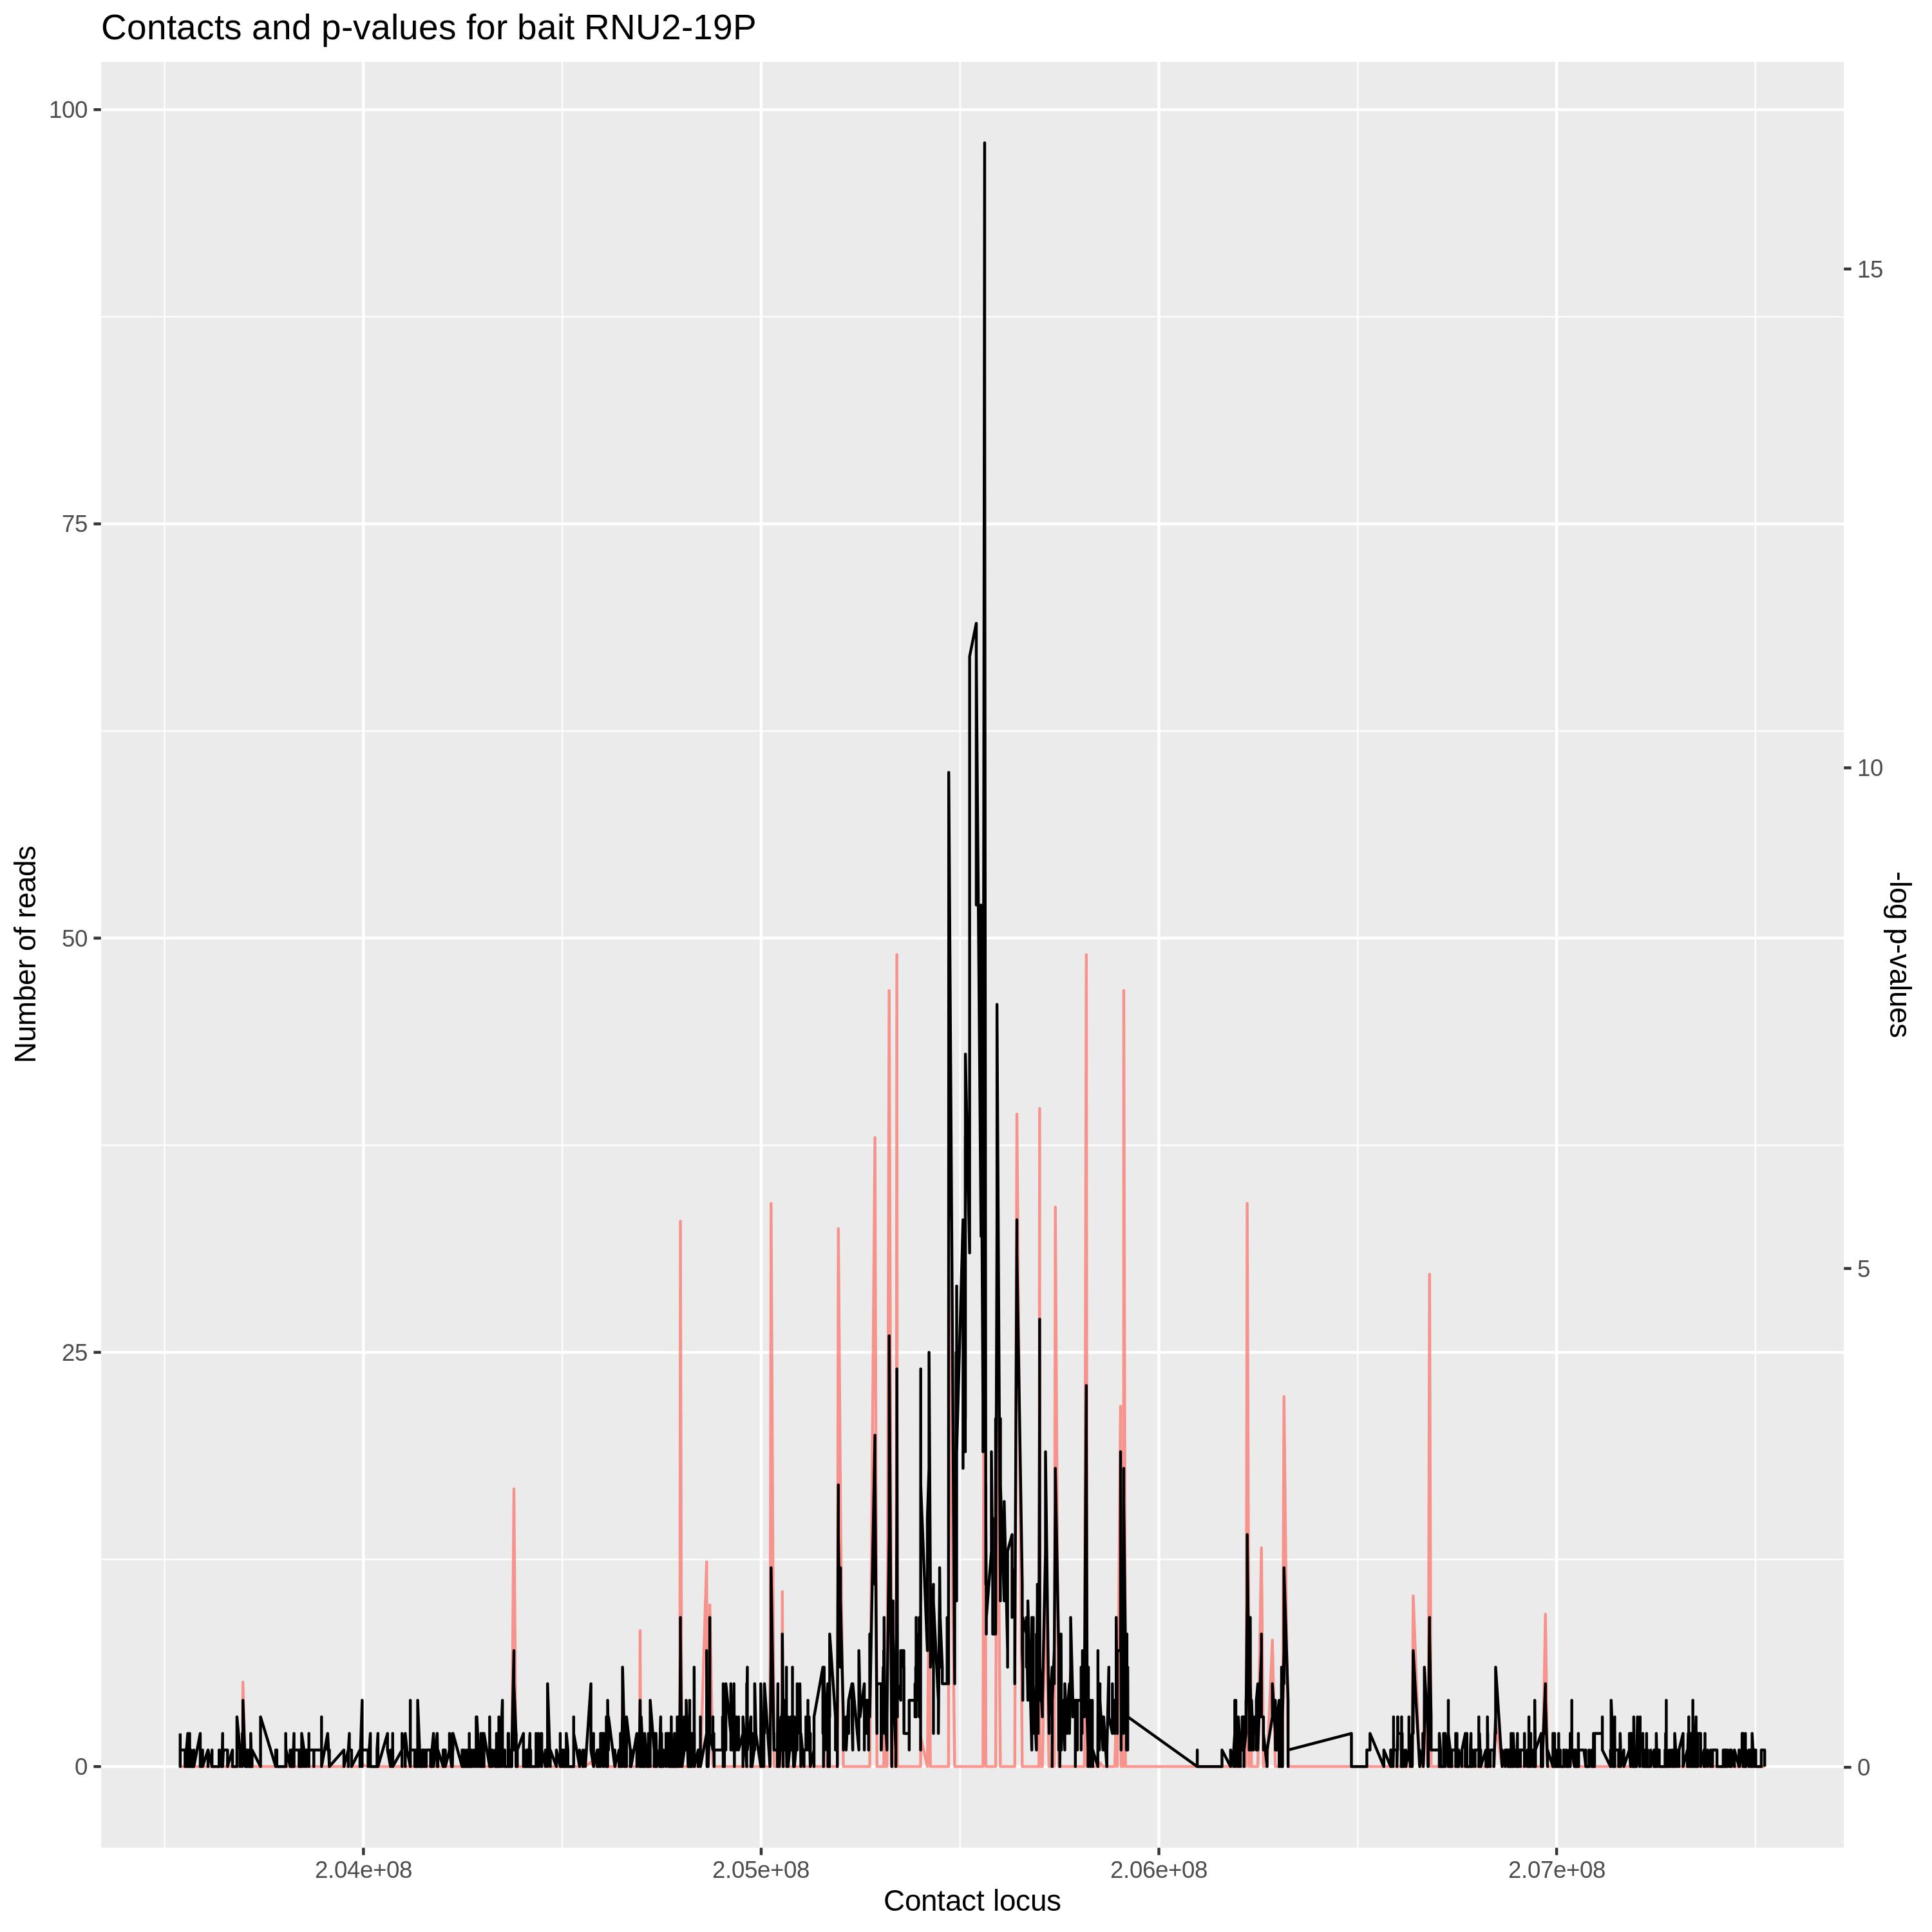 Contacts and p-values for bait RNU2-19P
100
75
50
25
0
15
10
5
0
Number of reads
-log p-values
2.04e+08
2.05e+08
2.06e+08
2.07e+08
Contact locus